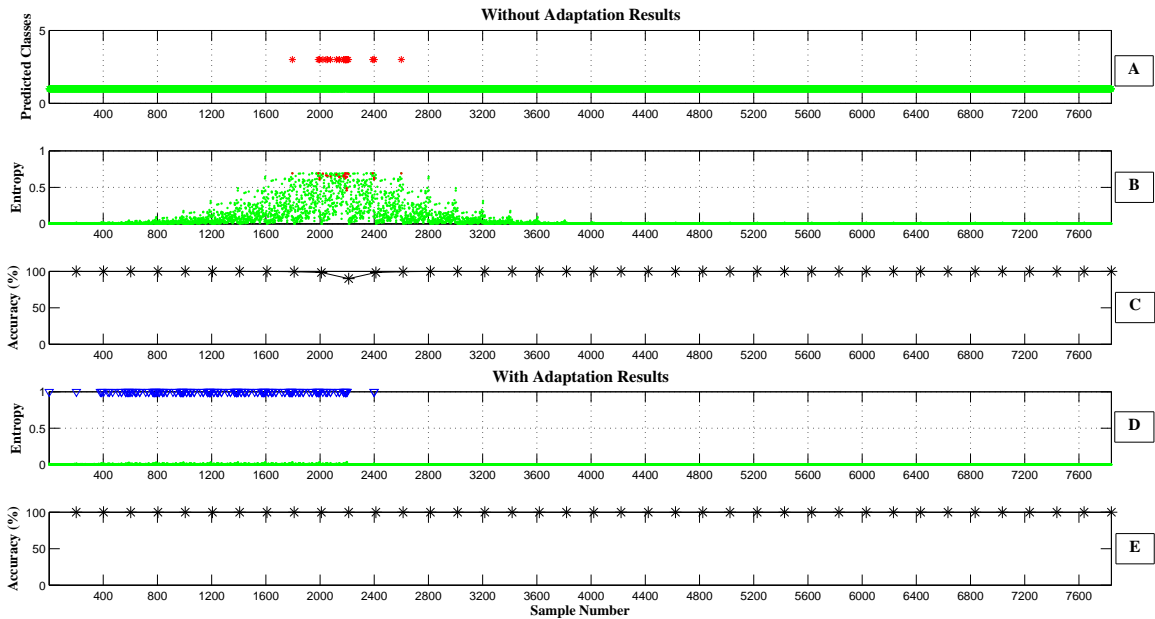 Without Adaptation Results
Predicted Classes
5
0
400 800 1200 1600 2000 2400 2800 3200 3600 4000 4400 4800 5200 5600 6000 6400 6800 7200 7600
A
Entropy
1
0.5
0
400 800 1200 1600 2000 2400 2800 3200 3600 4000 4400 4800 5200 5600 6000 6400 6800 7200 7600
B
Accuracy (%)
100
50
0
400 800 1200 1600 2000 2400 2800 3200 3600 4000 4400 4800 5200 5600 6000 6400 6800 7200 7600
C
With Adaptation Results
Entropy
1
0.5
0
400 800 1200 1600 2000 2400 2800 3200 3600 4000 4400 4800 5200 5600 6000 6400 6800 7200 7600
D
Accuracy (%)
100
50
0
400 800 1200 1600 2000 2400 2800 3200 3600 4000 4400 4800 5200 5600 6000 6400 6800 7200 7600
E
Sample Number